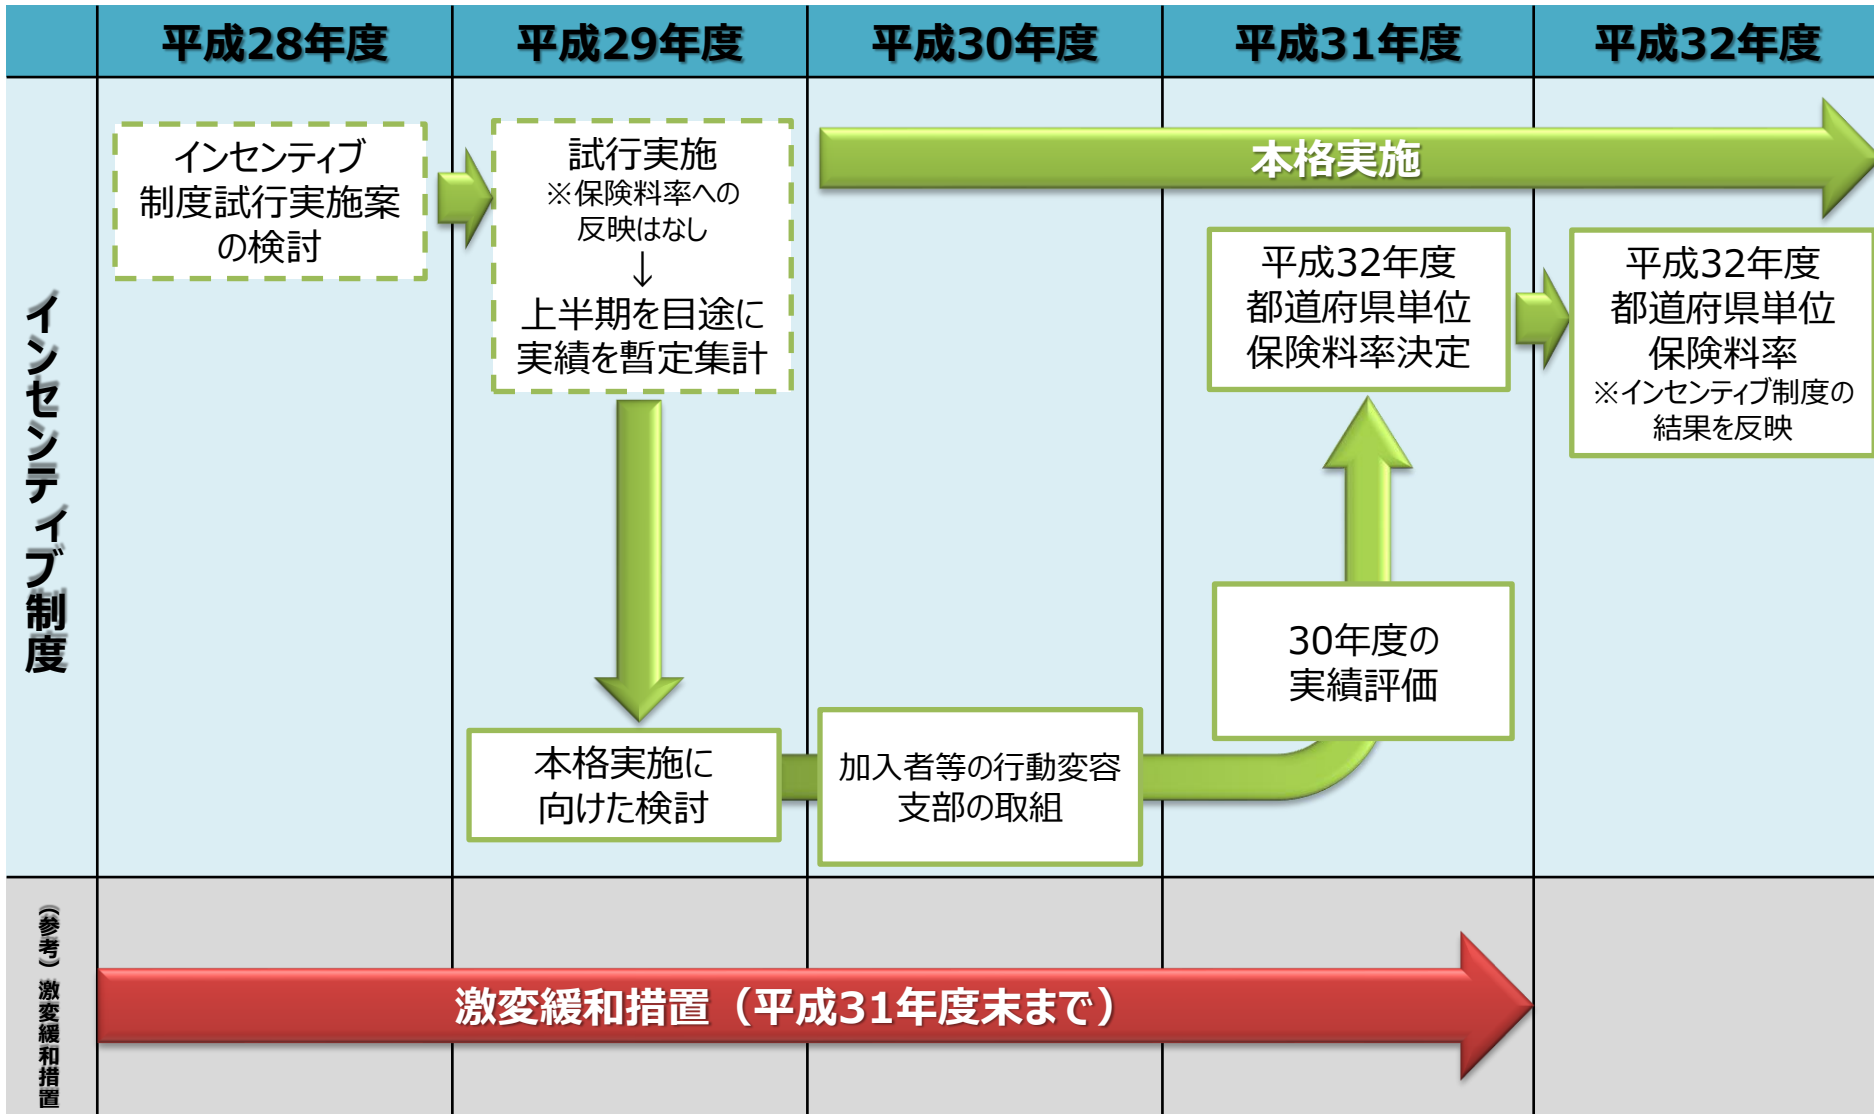 平成28年度
平成29年度
平成30年度
平成31年度
平成32年度
インセンティブ制度
インセンティブ
制度試行実施案
の検討
試行実施
※保険料率への
反映はなし
↓
上半期を目途に
実績を暫定集計
本格実施に
向けた検討
本格実施
加入者等の行動変容
支部の取組
平成32年度
都道府県単位
保険料率決定
30年度の
実績評価
平成32年度
都道府県単位
保険料率
※インセンティブ制度の
結果を反映
(参考)激変緩和措置
激変緩和措置（平成31年度末まで）